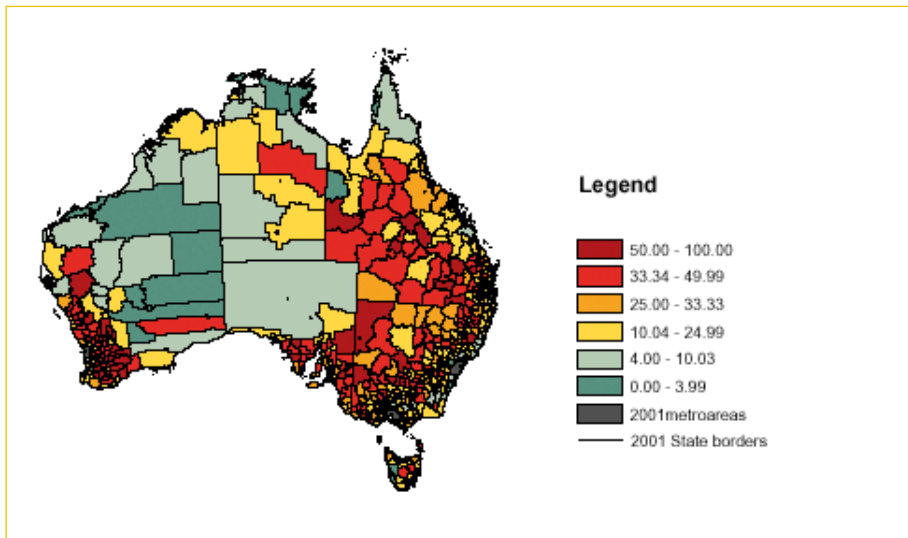 Legend
50.00 - 100.00
33.34 - 49.99
25.00 - 33.33
10.04 - 24.99
4.00 - 10.03
0.00 - 3.99
2001metroareas
2001 State borders